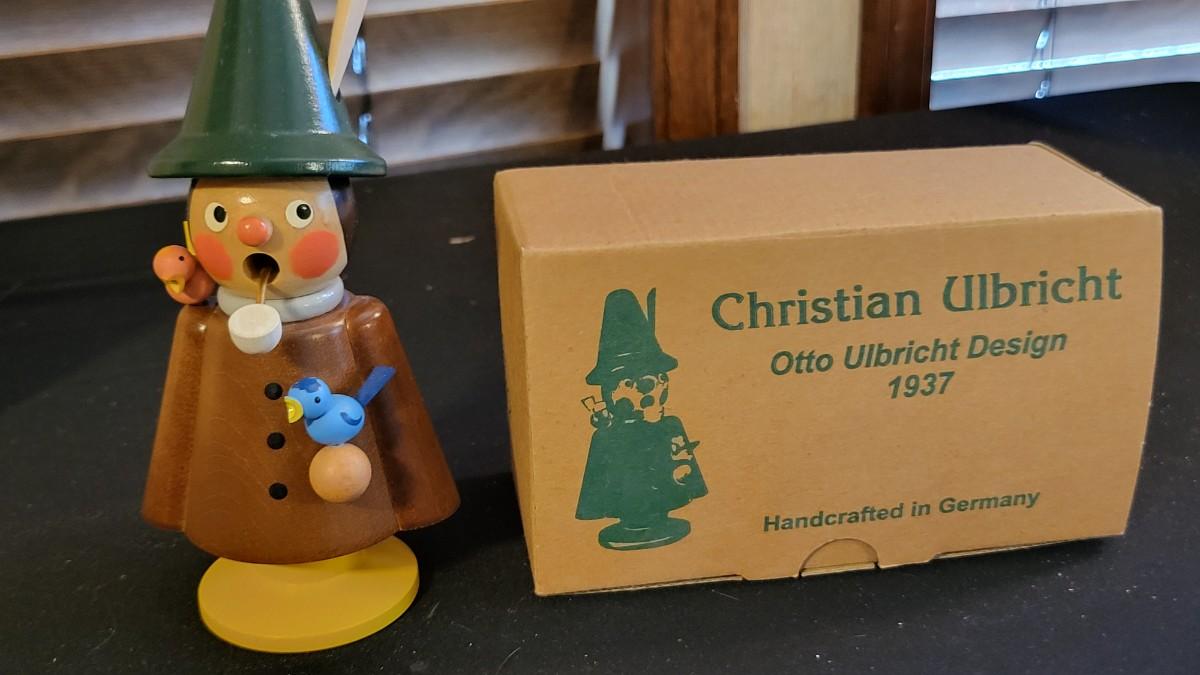 Christian Ulbricht
Otto Ulbricht Design
1937
Handcrafted in Germany